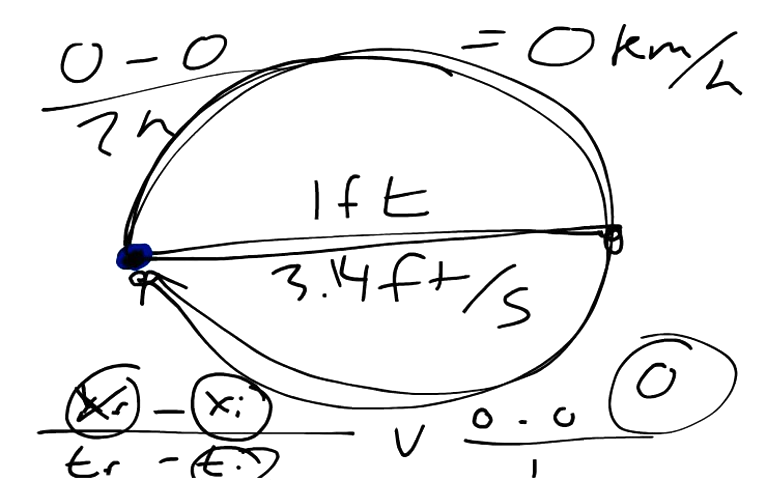 0 - 0 = 0 km/h
2h
1ft
3.14ft/s
xf - xi
tf - ti
v
0 - 0
1
0